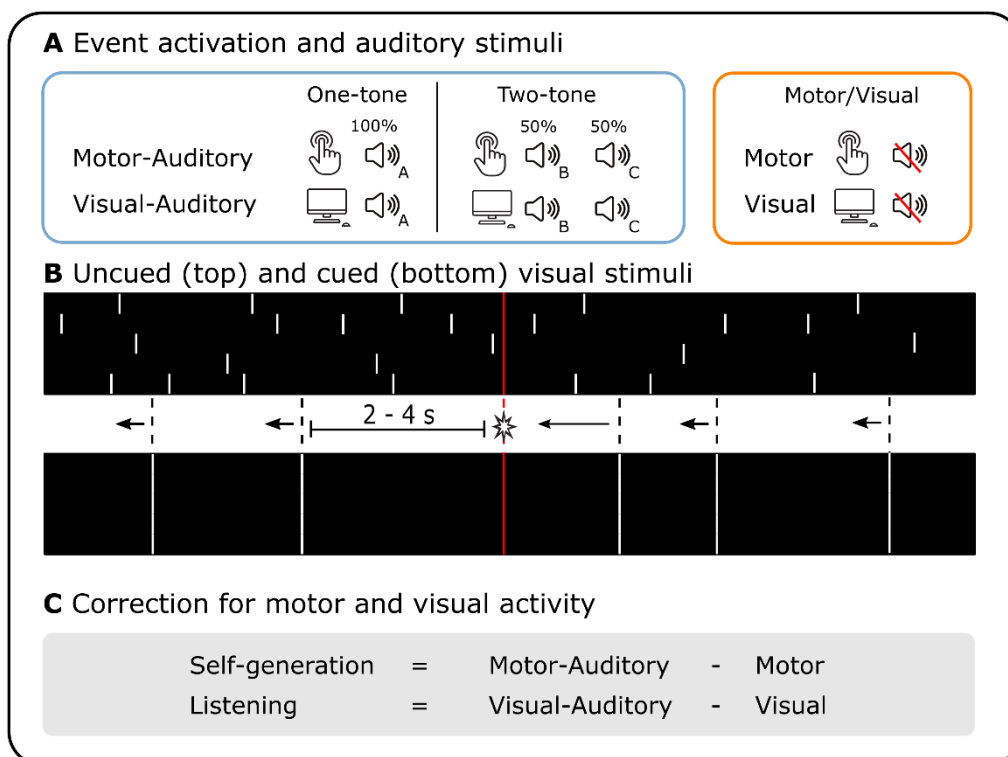 A Event activation and auditory stimuli
One-tone Two-tone Motor/Visual
100% 50% 50%
Motor-Auditory A B C Motor
Visual-Auditory A B C Visual
B Uncued (top) and cued (bottom) visual stimuli
2 - 4 s
C Correction for motor and visual activity
Self-generation = Motor-Auditory - Motor
Listening = Visual-Auditory - Visual